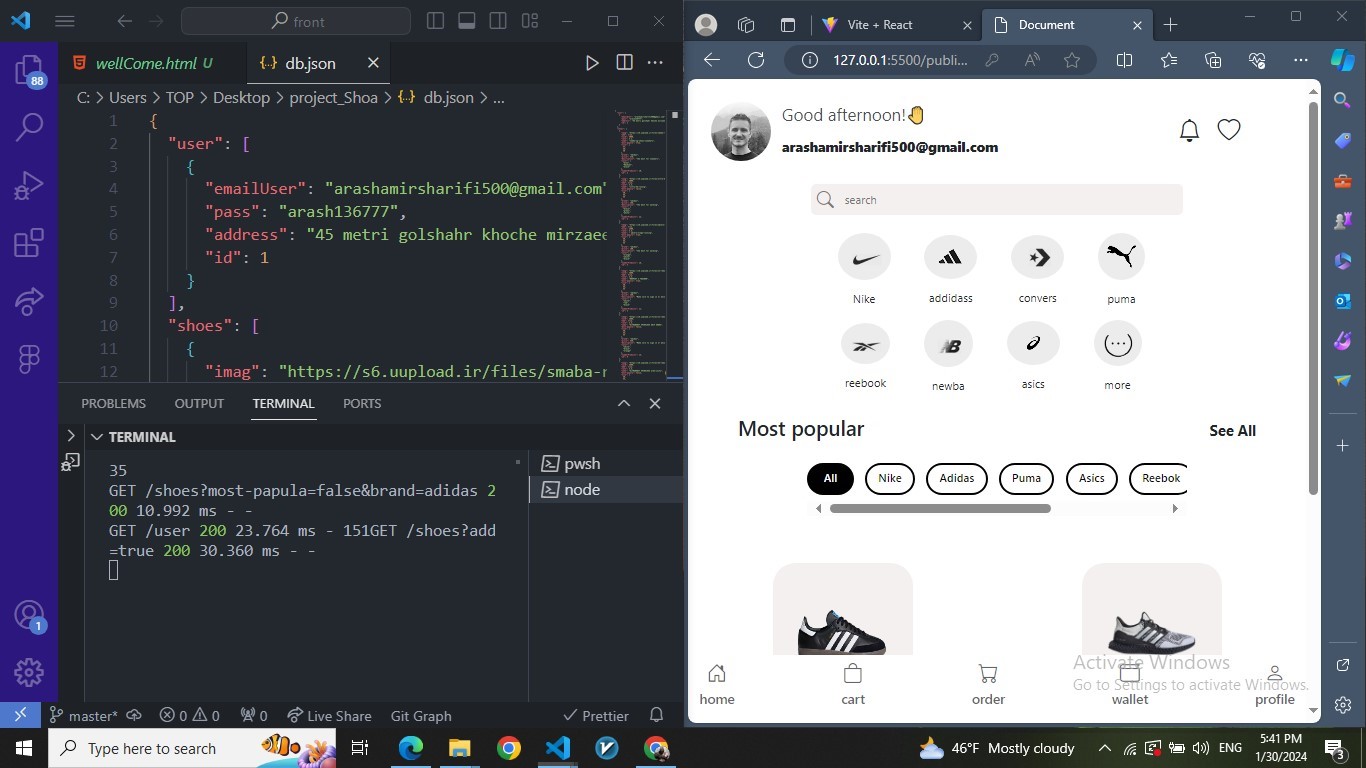 front
88
wellCome.html U
db.json
C: > Users > TOP > Desktop > project_Shoa > {··} db.json > ...
1 {
2 "user": [
3 {
4 "emailUser": "arashamirsharifi500@gmail.com"
5 "pass": "arash136777",
6 "address": "45 metri golshahr khoche mirzaee
7 "id": 1
8 }
9 ],
10 "shoes": [
11 {
12 "imag": "https://s6.uupload.ir/files/smaba-r
PROBLEMS OUTPUT TERMINAL PORTS
TERMINAL
35
GET /shoes?most-papula=false&brand=adidas 2
00 10.992 ms - -
GET /user 200 23.764 ms - 151GET /shoes?add
=true 200 30.360 ms - -
pwsh
node
1
master* 0 0 0 Live Share Git Graph Prettier
Vite + React
Document
127.0.0.1:5500/publi...
Good afternoon!🤚
arashamirsharifi500@gmail.com
search
Nike addidass convers puma
reebook newba asics more
Most popular See All
All Nike Adidas Puma Asics Reebok
Activate Windows
Go to Settings to activate Windows.
home cart order wallet profile
Type here to search
46°F Mostly cloudy
ENG
5:41 PM
1/30/2024
3